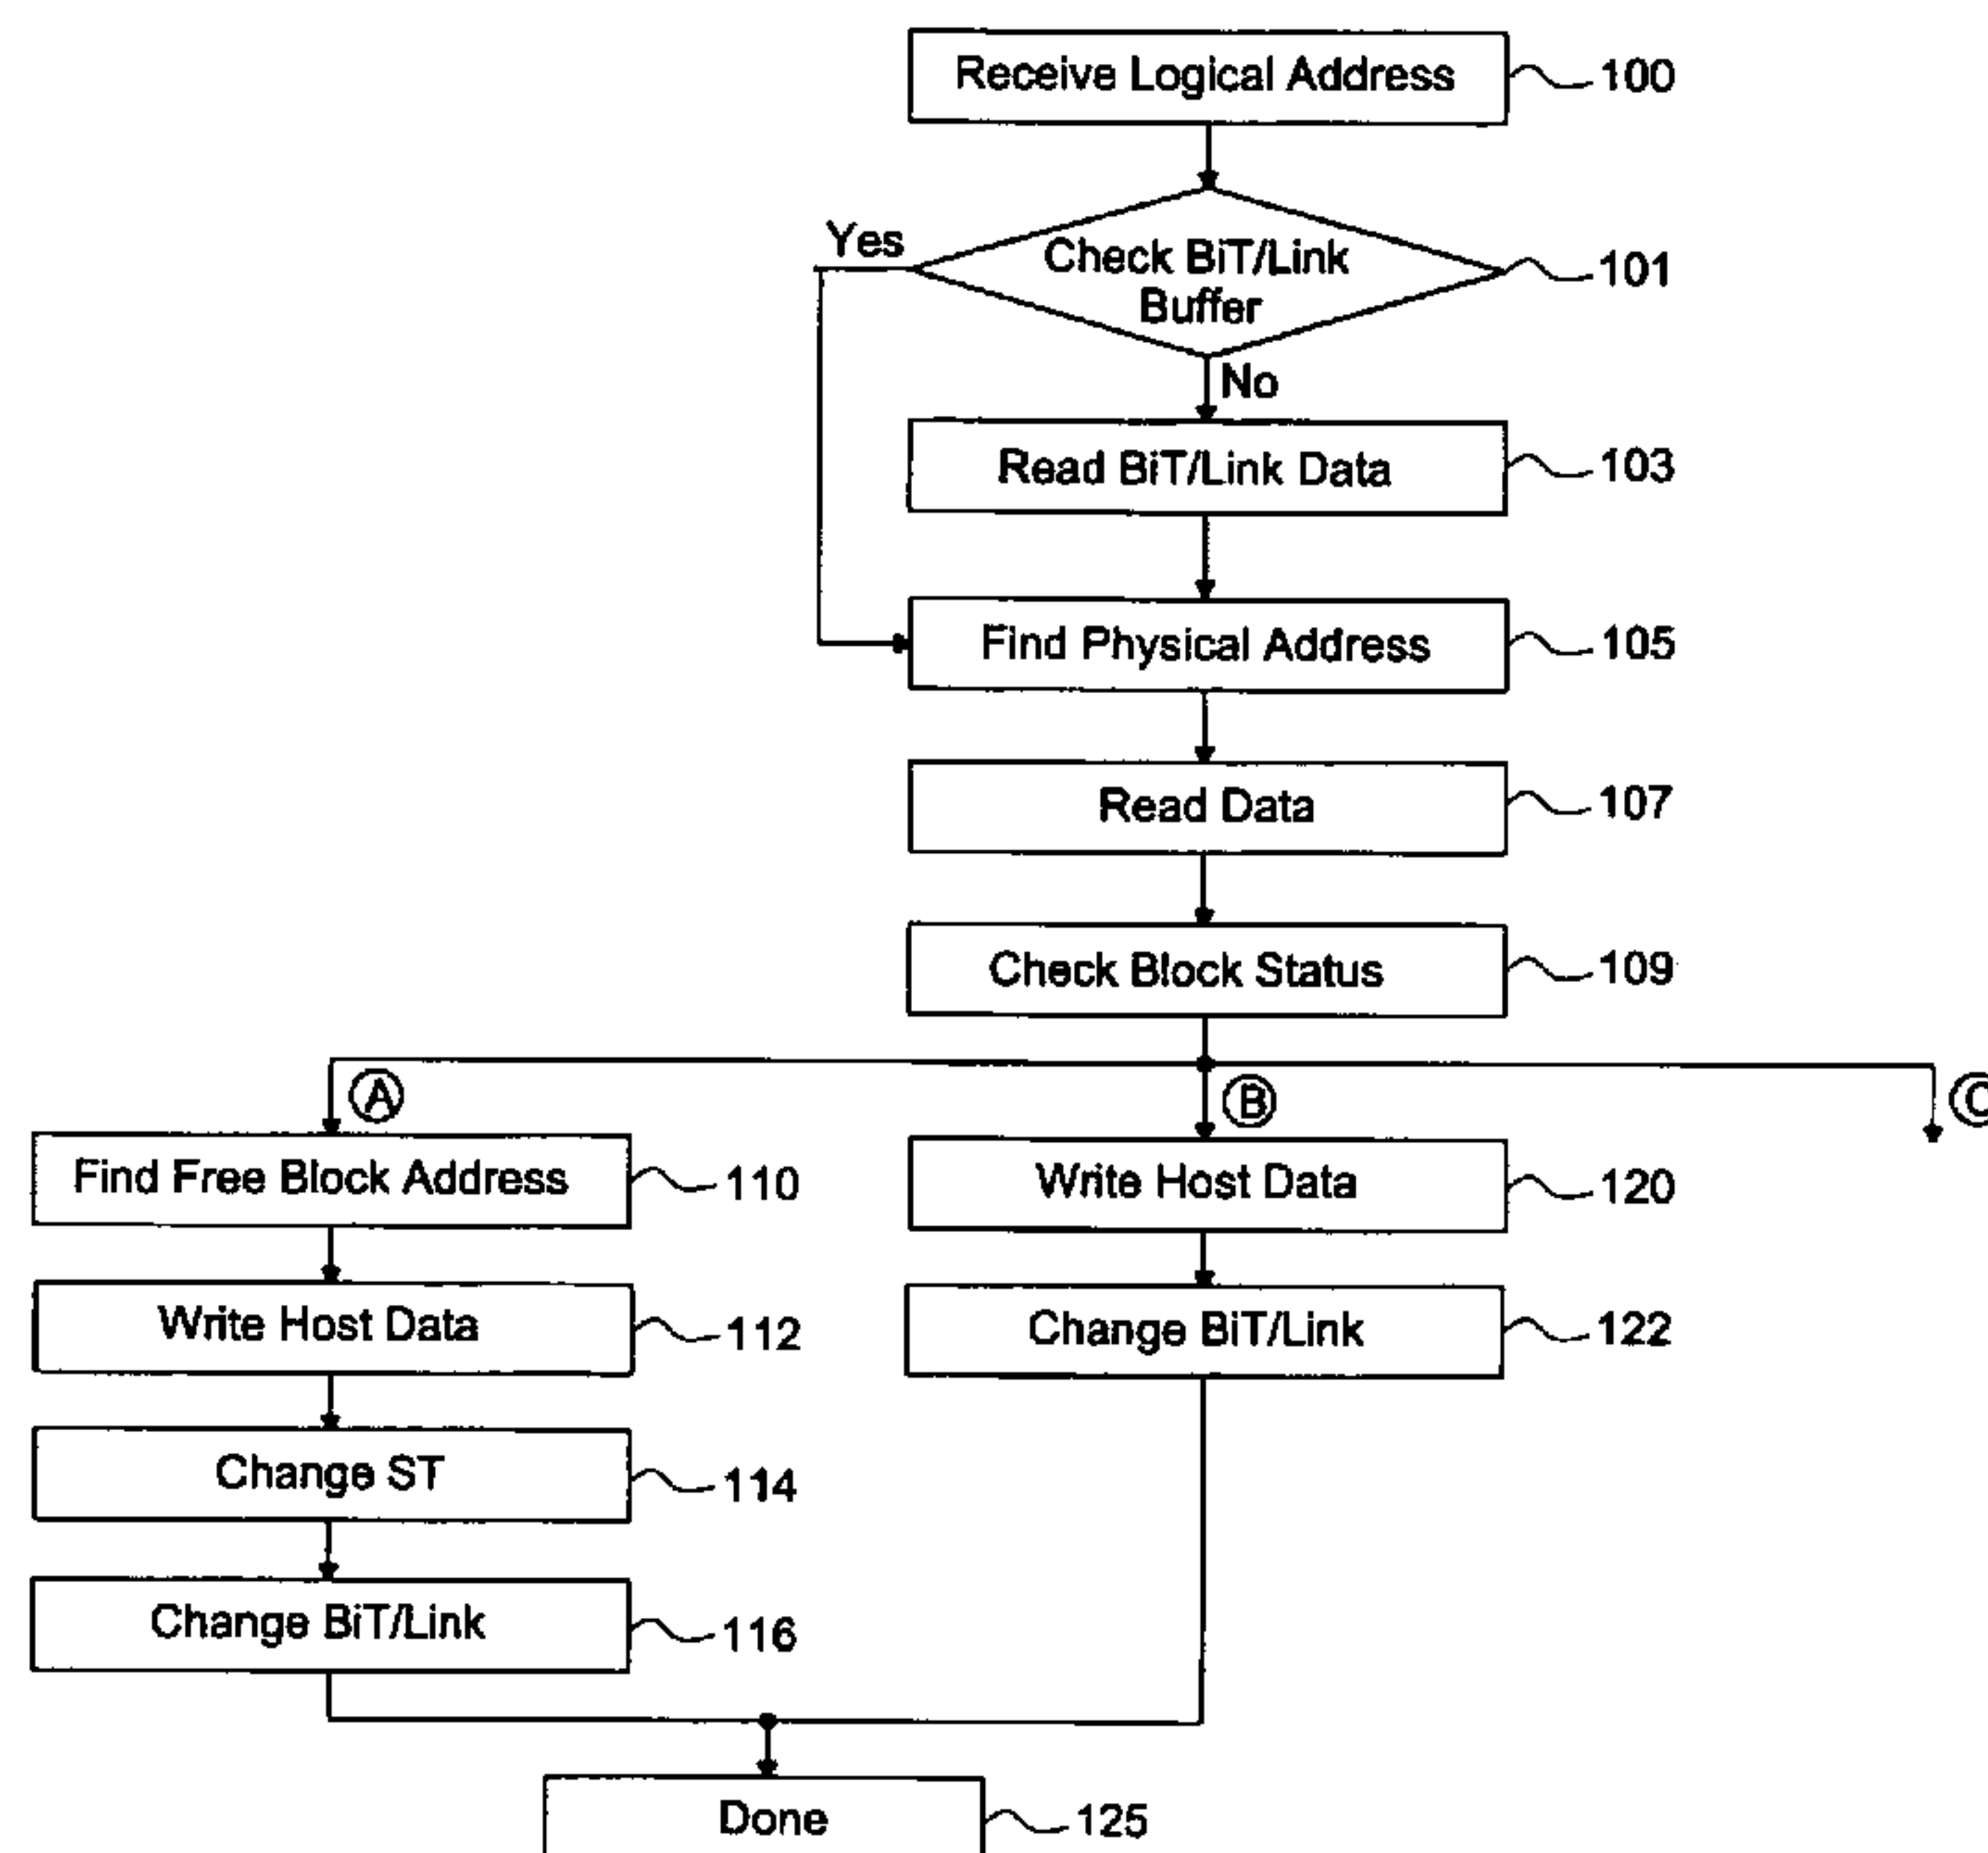 Receive Logical Address
100
Yes
Check BiT/Link
Buffer
101
No
Read BiT/Link Data
103
Find Physical Address
105
Read Data
107
Check Block Status
109
A
B
Find Free Block Address
110
Write Host Data
120
Write Host Data
112
Change BiT/Link
122
Change ST
114
Change BiT/Link
116
Done
125